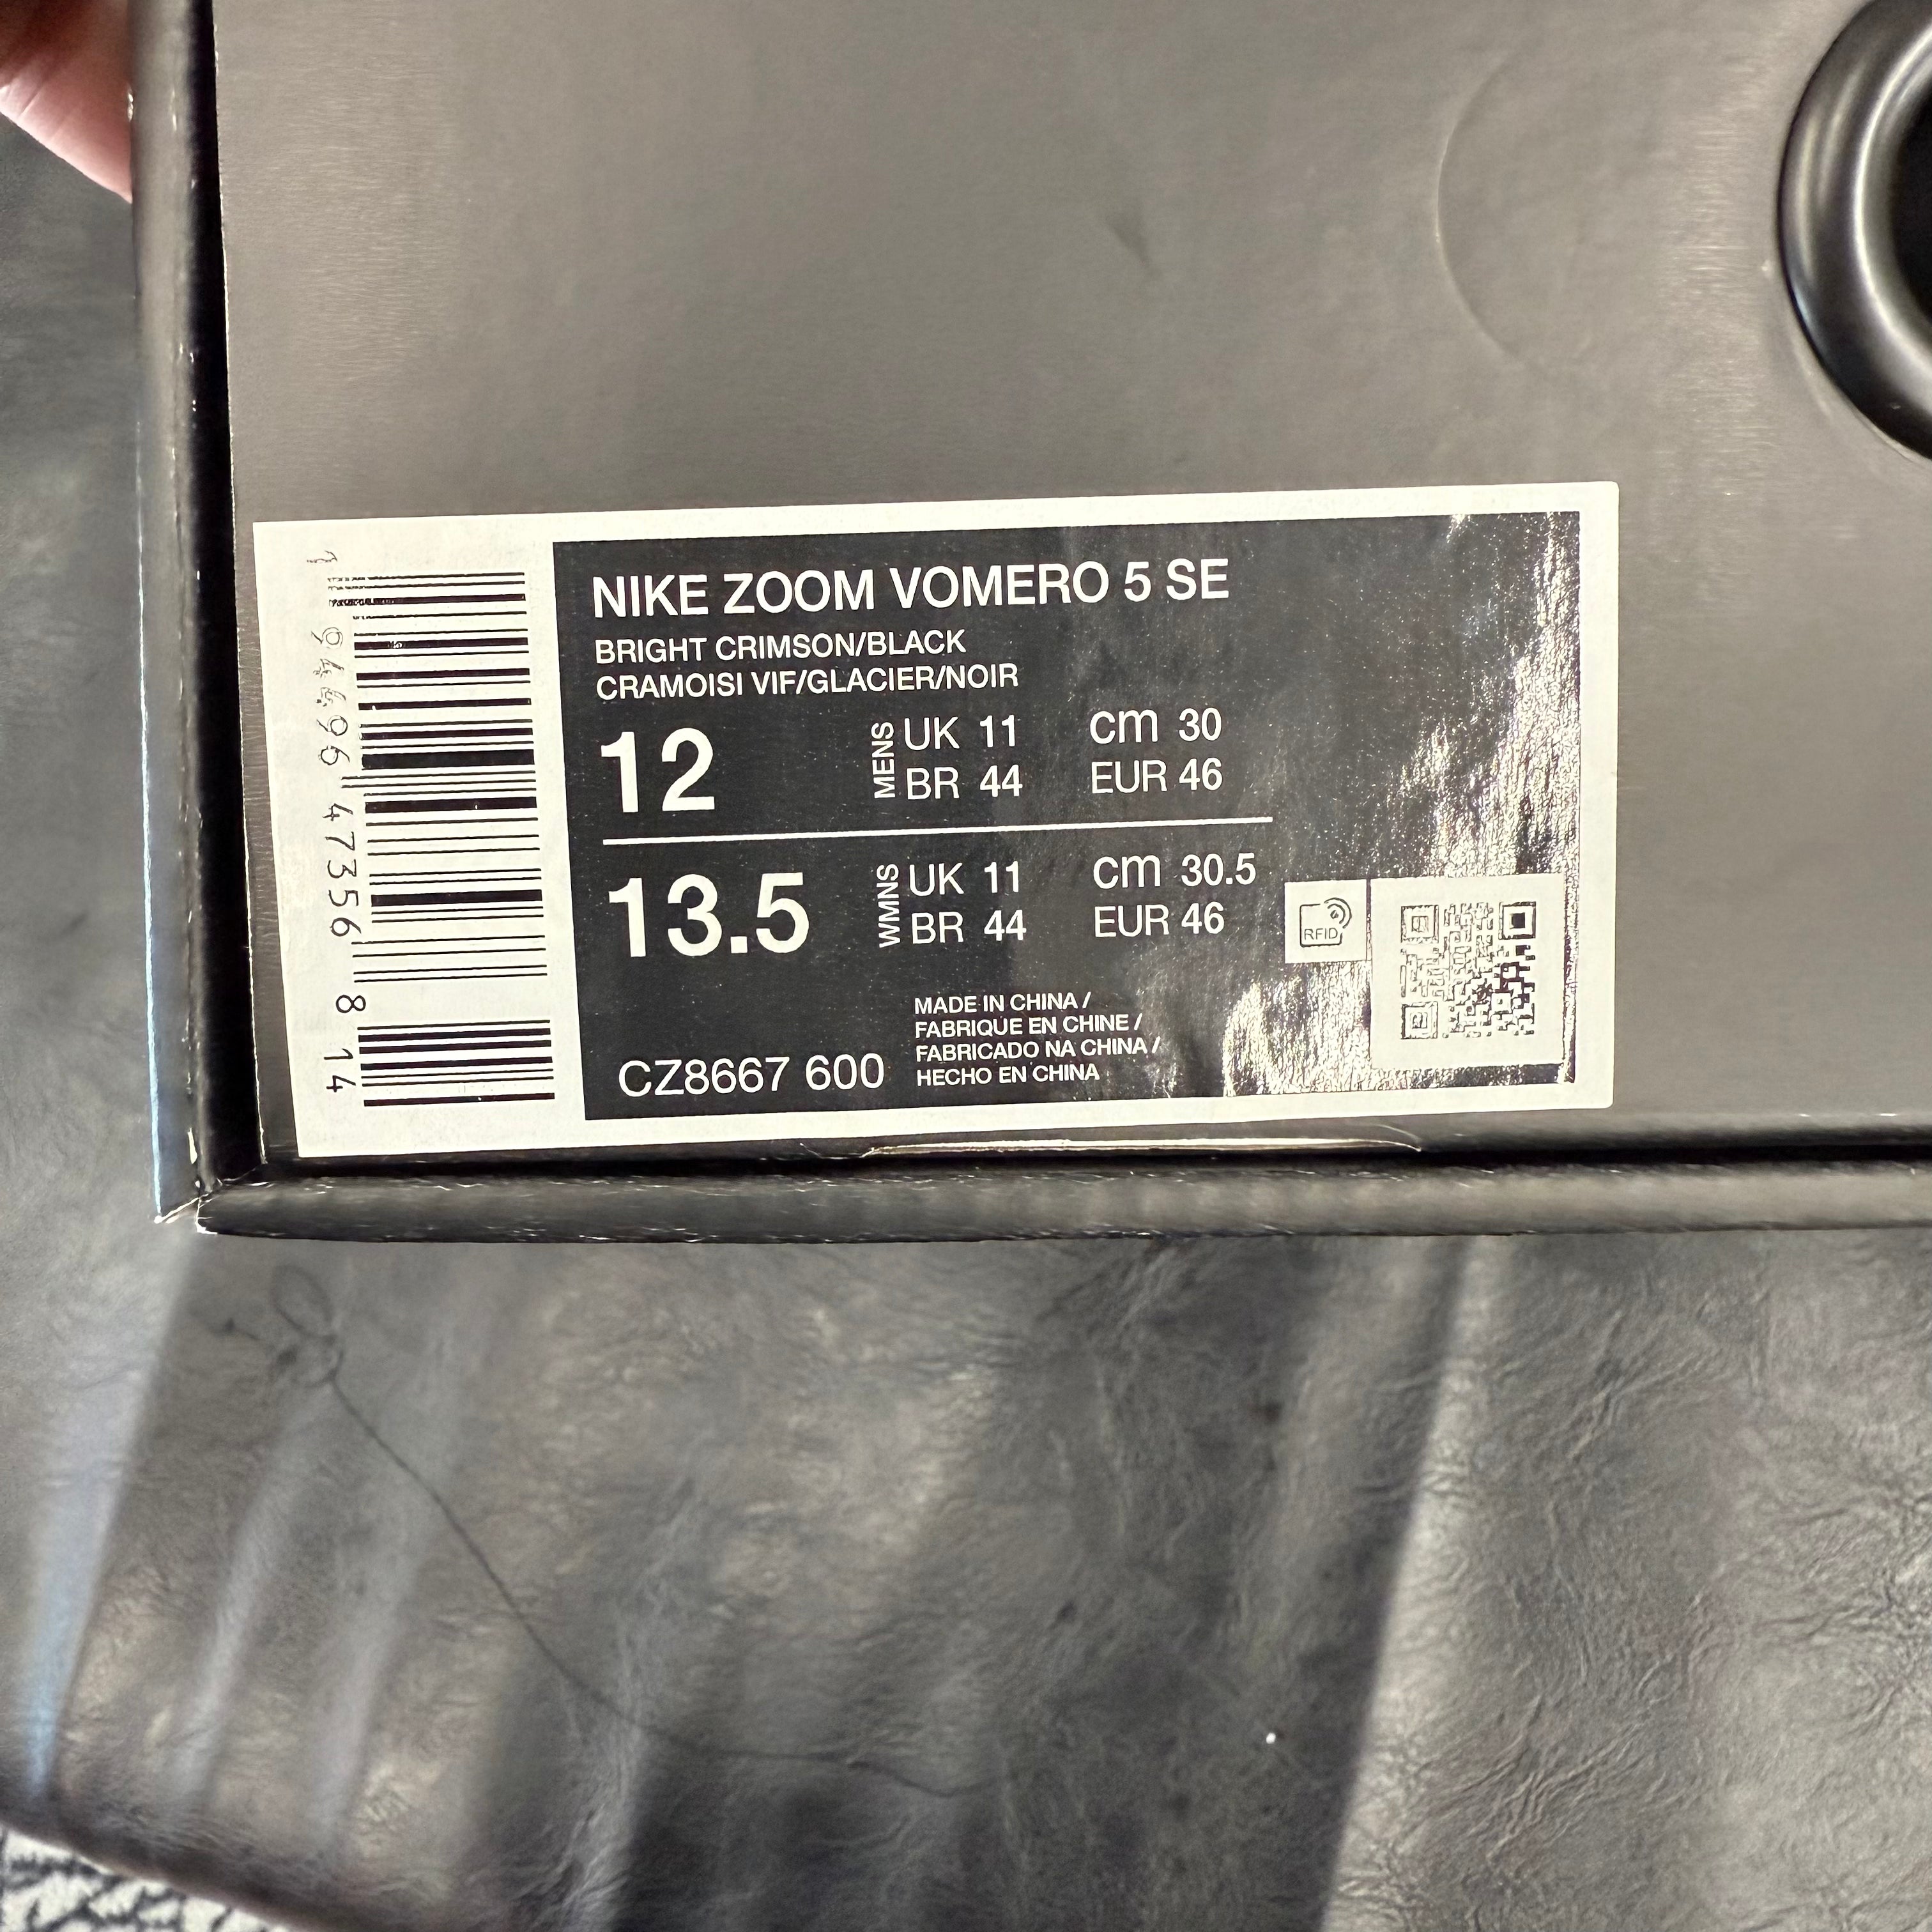 NIKE ZOOM VOMERO 5 SE
BRIGHT CRIMSON/BLACK
CRAMOISI VIF/GLACIER/NOIR
12
MENS
UK 11 cm 30
BR 44 EUR 46
13.5
WMNS
UK 11 cm 30.5
BR 44 EUR 46
RFID
CZ8667 600
MADE IN CHINA /
FABRIQUE EN CHINE /
FABRICADO NA CHINA /
HECHO EN CHINA
1 94496 47356 8 14